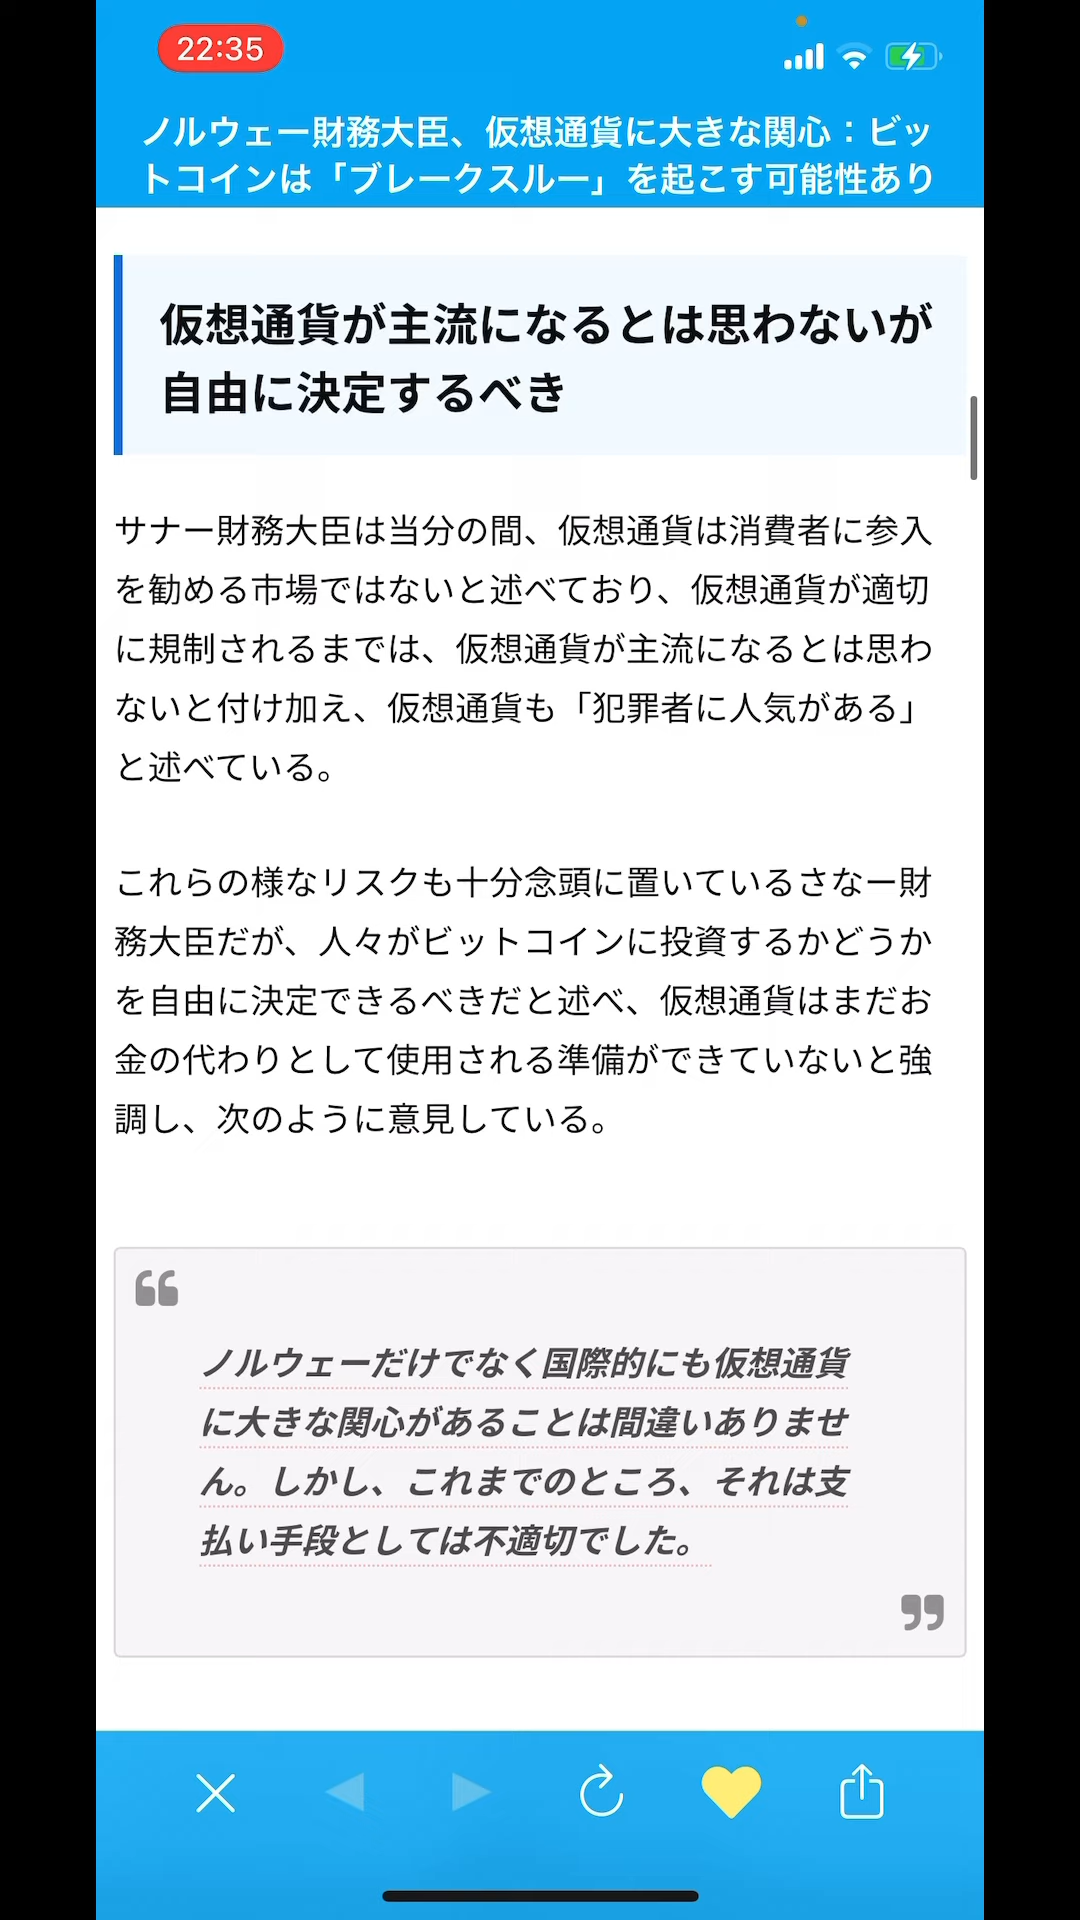 22:35
ノルウェー財務大臣、仮想通貨に大きな関心：ビッ
トコインは「ブレークスルー」を起こす可能性あり
仮想通貨が主流になるとは思わないが
自由に決定するべき
サナー財務大臣は当分の間、仮想通貨は消費者に参入
を勧める市場ではないと述べており、仮想通貨が適切
に規制されるまでは、仮想通貨が主流になるとは思わ
ないと付け加え、仮想通貨も「犯罪者に人気がある」
と述べている。
これらの様なリスクも十分念頭に置いているさなー財
務大臣だが、人々がビットコインに投資するかどうか
を自由に決定できるべきだと述べ、仮想通貨はまだお
金の代わりとして使用される準備ができていないと強
調し、次のように意見している。
ノルウェーだけでなく国際的にも仮想通貨
に大きな関心があることは間違いありませ
ん。しかし、これまでのところ、それは支
払い手段としては不適切でした。